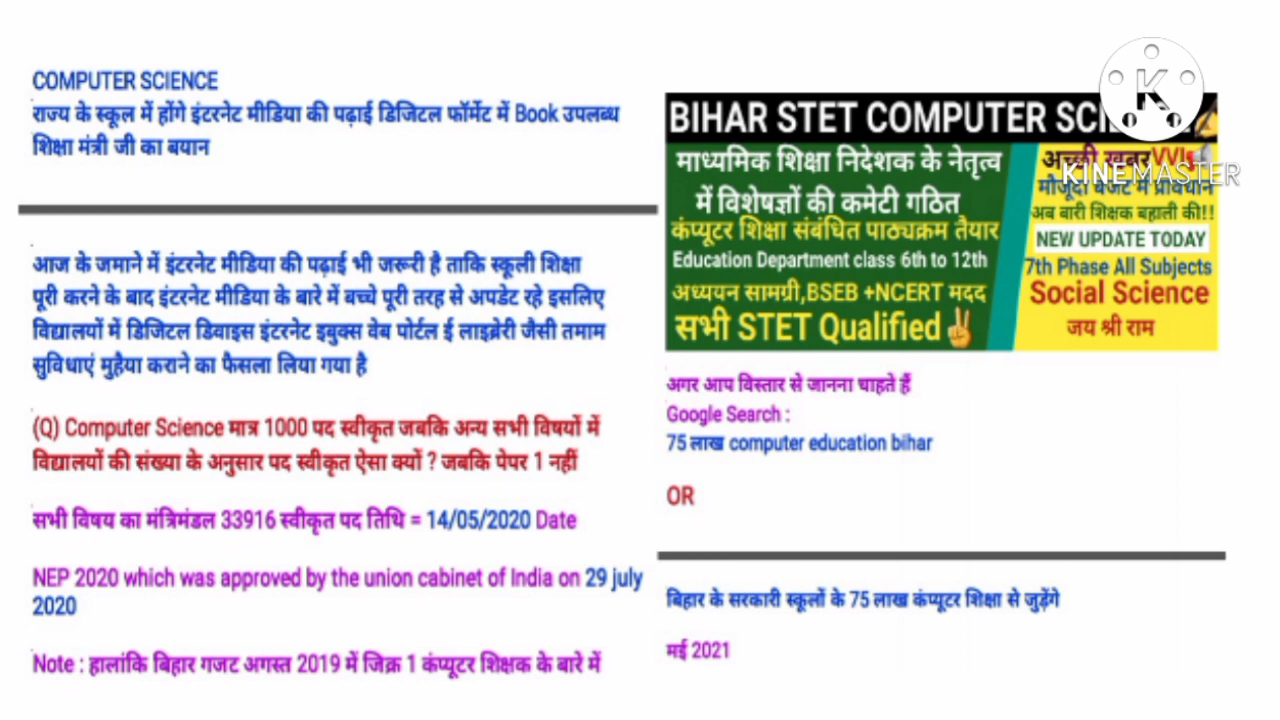 COMPUTER SCIENCE
राज्य के स्कूल में होंगे इंटरनेट मीडिया की पढ़ाई डिजिटल फॉर्मेट में Book उपलब्ध
शिक्षा मंत्री जी का बयान
आज के जमाने में इंटरनेट मीडिया की पढ़ाई भी जरूरी है ताकि स्कूली शिक्षा
पूरी करने के बाद इंटरनेट मीडिया के बारे में बच्चे पूरी तरह से अपडेट रहे इसलिए
विद्यालयों में डिजिटल डिवाइस इंटरनेट इबुक्स वेब पोर्टल ई लाइब्रेरी जैसी तमाम
सुविधाएं मुहैया कराने का फैसला लिया गया है
(Q) Computer Science मात्र 1000 पद स्वीकृत जबकि अन्य सभी विषयों में
विद्यालयों की संख्या के अनुसार पद स्वीकृत ऐसा क्यों ? जबकि पेपर 1 नहीं
सभी विषय का मंत्रिमंडल 33916 स्वीकृत पद तिथि = 14/05/2020 Date
NEP 2020 which was approved by the union cabinet of India on 29 july
2020
Note : हालांकि बिहार गजट अगस्त 2019 में जिक्र 1 कंप्यूटर शिक्षक के बारे में
BIHAR STET COMPUTER
माध्यमिक शिक्षा निदेशक के नेतृत्व
में विशेषज्ञों की कमेटी गठित
कंप्यूटर शिक्षा संबंधित पाठ्यक्रम तैयार
Education Department class 6th to 12th
अध्ययन सामग्री,BSEB +NCERT मदद
सभी STET Qualified✌
अच्छी खबर VVI
मौजूदा बजट में प्रावधान
अब बारी शिक्षक बहाली की!!
NEW UPDATE TODAY
7th Phase All Subjects
Social Science
जय श्री राम
K
KINEMASTER
अगर आप विस्तार से जानना चाहते हैं
Google Search :
75 लाख computer education bihar
OR
बिहार के सरकारी स्कूलों के 75 लाख कंप्यूटर शिक्षा से जुड़ेंगे
मई 2021